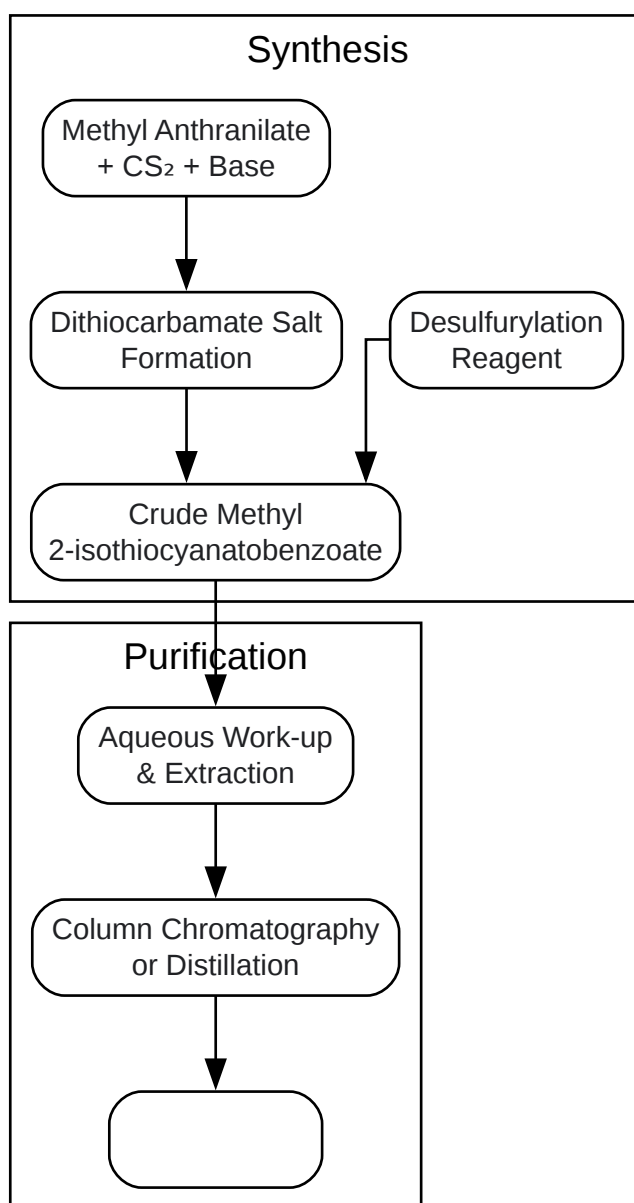 Synthesis
Methyl Anthranilate
+ CS₂ + Base
Dithiocarbamate Salt
Formation
Desulfurylation
Reagent
Crude Methyl
2-isothiocyanatobenzoate
Purification
Aqueous Work-up
& Extraction
Column Chromatography
or Distillation